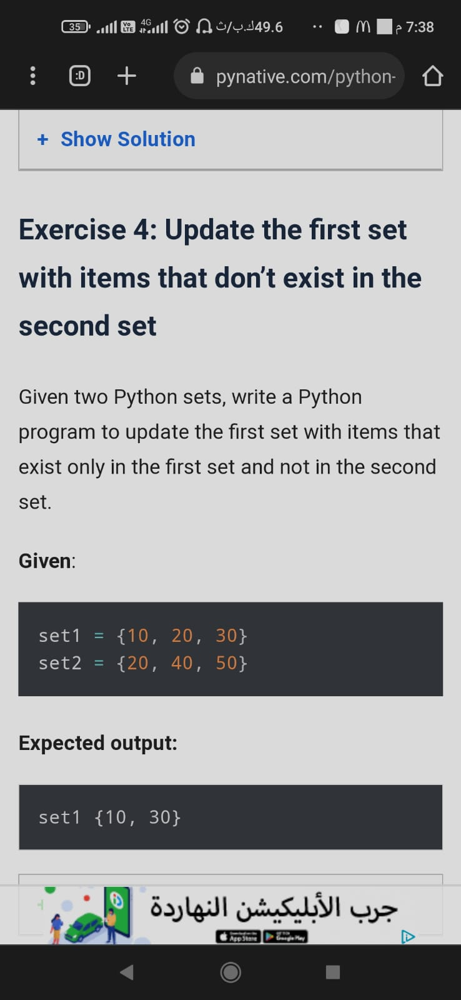 35 Vo LTE 4G 49.6ك.ب/ث 7:38 م
:D + pynative.com/python-
+ Show Solution
Exercise 4: Update the first set
with items that don’t exist in the
second set
Given two Python sets, write a Python
program to update the first set with items that
exist only in the first set and not in the second
set.
Given:
set1 = {10, 20, 30}
set2 = {20, 40, 50}
Expected output:
set1 {10, 30}
جرب الأبليكيشن النهاردة
App Store Google Play